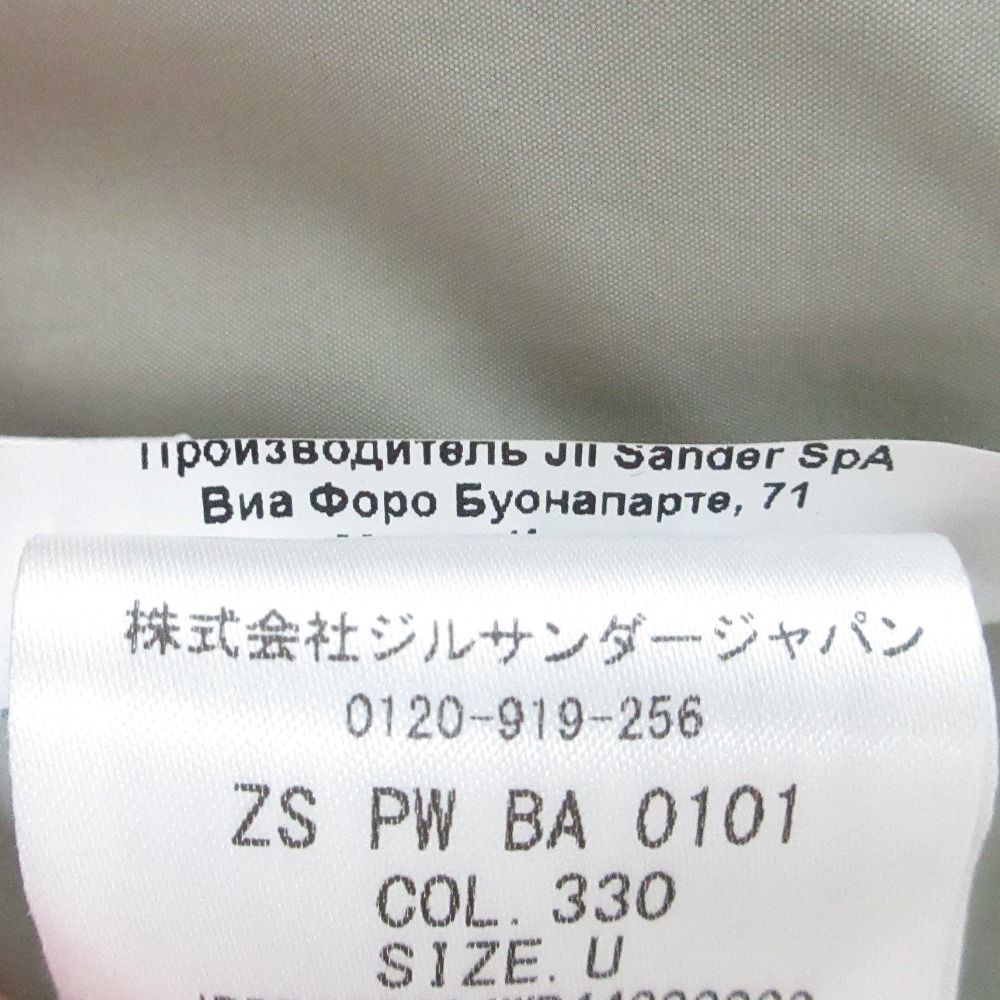 Производитель Jil Sander SpA
Виа Форо Буонапарте, 71
株式会社ジルサンダージャパン
0120-919-256
ZS PW BA 0101
COL. 330
SIZE. U